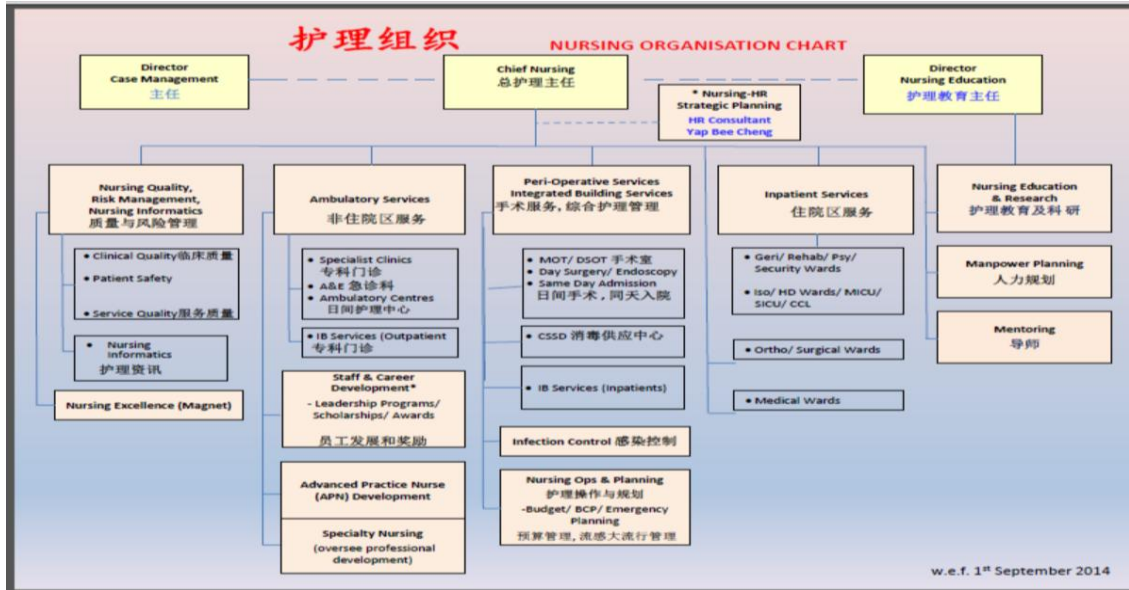 护理组织
NURSING ORGANISATION CHART
Director
Case Management
主任
Chief Nursing
总护理主任
Director
Nursing Education
护理教育主任
* Nursing-HR
Strategic Planning
HR Consultant
Yap Bee Cheng
Nursing Quality,
Risk Management,
Nursing Informatics
质量与风险管理
• Clinical Quality临床质量
• Patient Safety
• Service Quality服务质量
• Nursing
Informatics
护理资讯
Nursing Excellence (Magnet)
Ambulatory Services
非住院区服务
• Specialist Clinics
专科门诊
• A&E 急诊科
• Ambulatory Centres
日间护理中心
• IB Services (Outpatient
专科门诊
Staff & Career
Development*
- Leadership Programs/
Scholarships/ Awards
员工发展和奖励
Advanced Practice Nurse
(APN) Development
Specialty Nursing
(oversee professional
development)
Peri-Operative Services
Integrated Building Services
手术服务,综合护理管理
• MOT/ DSOT 手术室
• Day Surgery/ Endoscopy
• Same Day Admission
日间手术,同天入院
• CSSD 消毒供应中心
• IB Services (Inpatients)
Infection Control 感染控制
Nursing Ops & Planning
护理操作与规划
-Budget/ BCP/ Emergency
Planning
预算管理,流感大流行管理
Inpatient Services
住院区服务
• Geri/ Rehab/ Psy/
Security Wards
• Iso/ HD Wards/ MICU/
SICU/ CCL
• Ortho/ Surgical Wards
• Medical Wards
Nursing Education
& Research
护理教育及科研
Manpower Planning
人力规划
Mentoring
导师
w.e.f. 1st September 2014